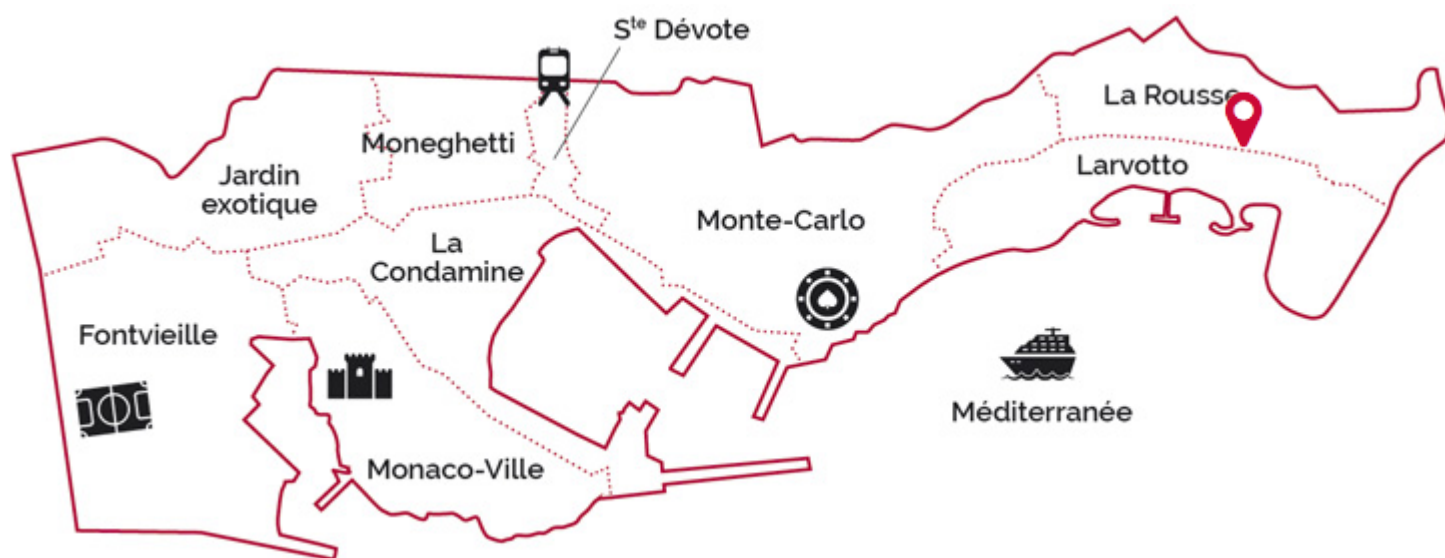 Sᵗᵉ Dévote
La Rousse
Moneghetti
Larvotto
Jardin
exotique
Monte-Carlo
La
Condamine
Fontvieille
Méditerranée
Monaco-Ville